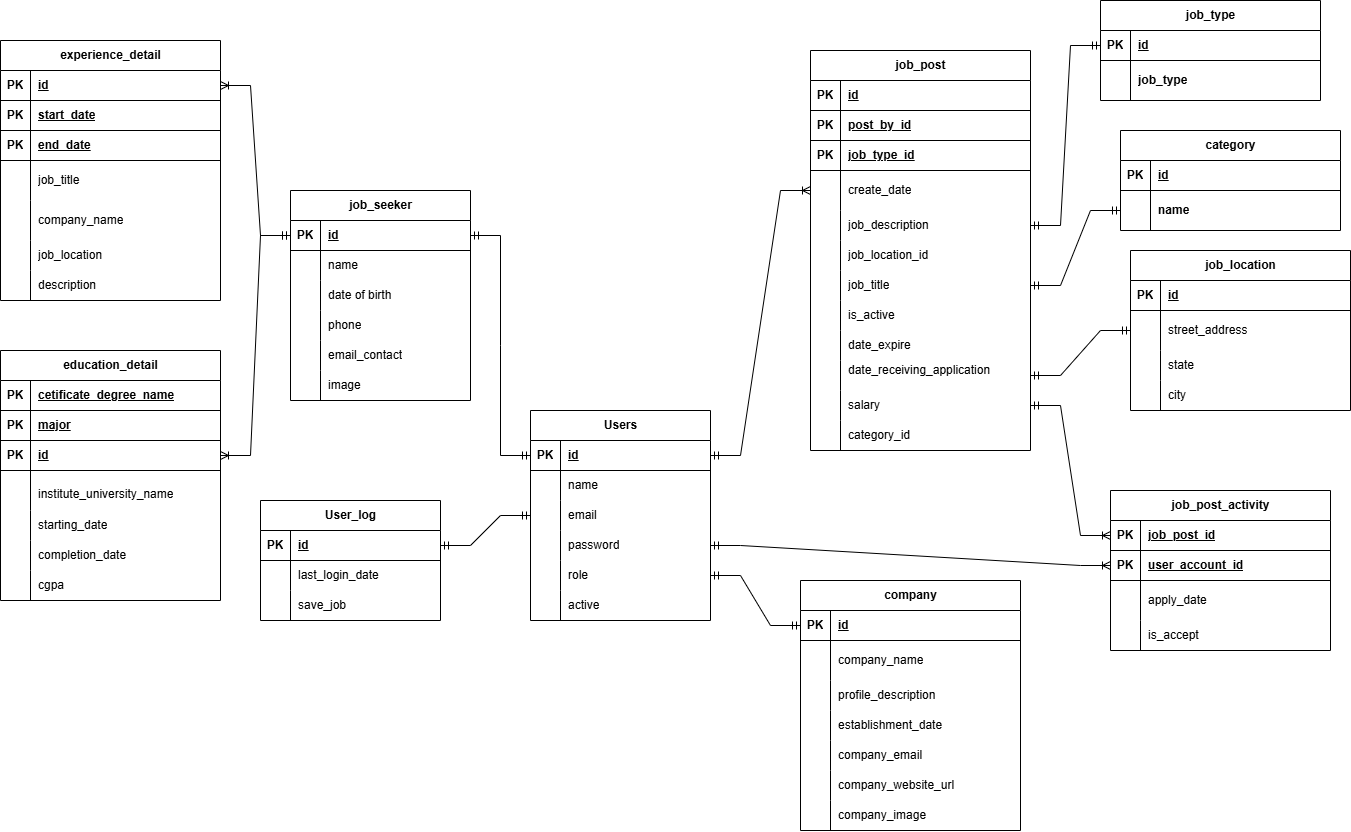 experience_detail
PK id
PK start_date
PK end_date
job_title
company_name
job_location
description
education_detail
PK cetificate_degree_name
PK major
PK id
institute_university_name
starting_date
completion_date
cgpa
job_seeker
PK id
name
date of birth
phone
email_contact
image
User_log
PK id
last_login_date
save_job
Users
PK id
name
email
password
role
active
job_post
PK id
PK post_by_id
PK job_type_id
create_date
job_description
job_location_id
job_title
is_active
date_expire
date_receiving_application
salary
category_id
company
PK id
company_name
profile_description
establishment_date
company_email
company_website_url
company_image
job_type
PK id
job_type
category
PK id
name
job_location
PK id
street_address
state
city
job_post_activity
PK job_post_id
PK user_account_id
apply_date
is_accept